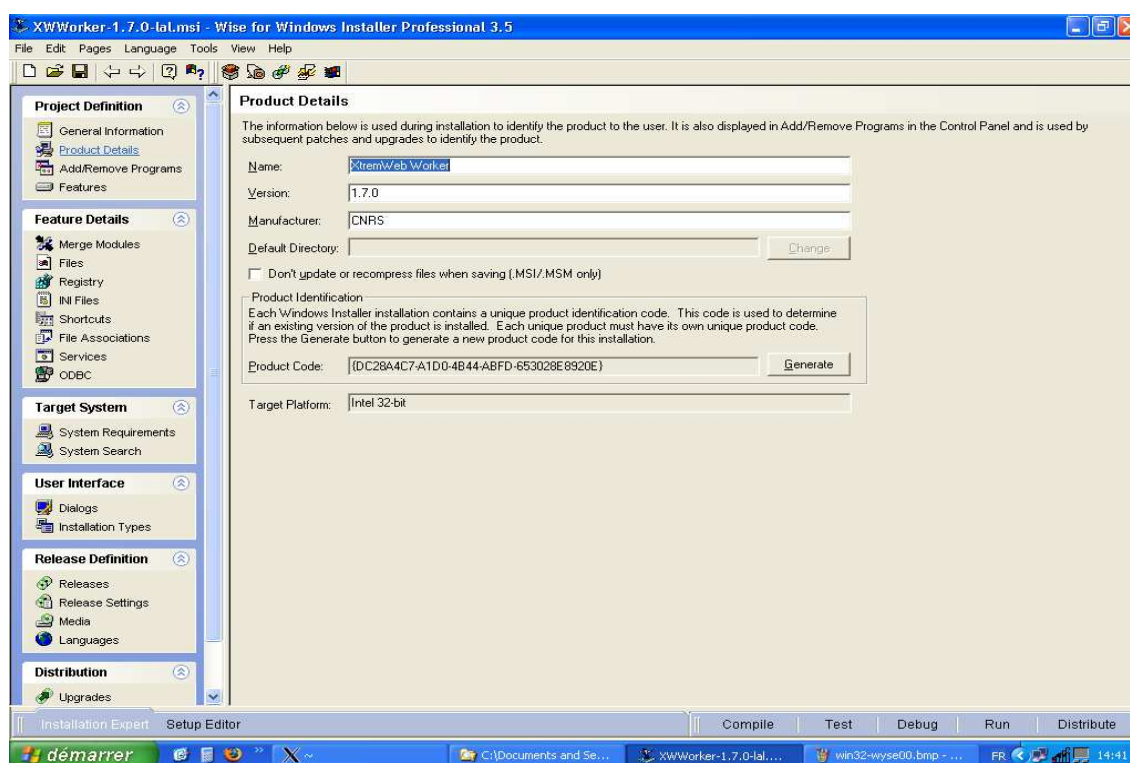 XWWorker-1.7.0-lal.msi - Wise for Windows Installer Professional 3.5
File Edit Pages Language Tools View Help
Project Definition
General Information
Product Details
Add/Remove Programs
Features
Feature Details
Merge Modules
Files
Registry
INI Files
Shortcuts
File Associations
Services
ODBC
Target System
System Requirements
System Search
User Interface
Dialogs
Installation Types
Release Definition
Releases
Release Settings
Media
Languages
Distribution
Upgrades
Product Details
The information below is used during installation to identify the product to the user. It is also displayed in Add/Remove Programs in the Control Panel and is used by
subsequent patches and upgrades to identify the product.
Name: XtremWeb Worker
Version: 1.7.0
Manufacturer: CNRS
Default Directory: Change
Don't update or recompress files when saving (.MSI/.MSM only)
Product Identification
Each Windows Installer installation contains a unique product identification code. This code is used to determine
if an existing version of the product is installed. Each unique product must have its own unique product code.
Press the Generate button to generate a new product code for this installation.
Product Code: {DC28A4C7-A1D0-4B44-ABFD-653028E8920E} Generate
Target Platform: Intel 32-bit
Installation Expert Setup Editor Compile Test Debug Run Distribute
démarrer » X ~ C:\Documents and Se... XWWorker-1.7.0-lal.... win32-wyse00.bmp - ... FR 14:41